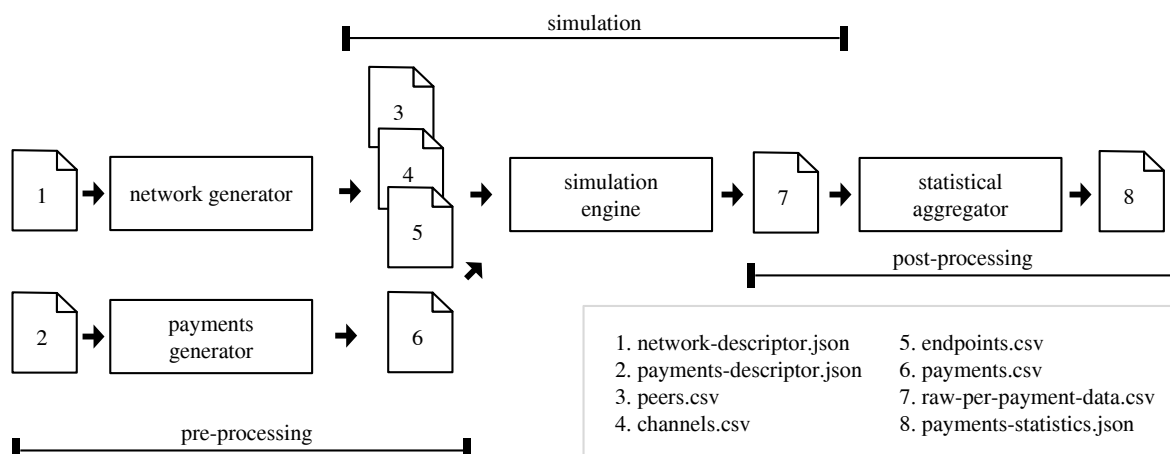 simulation
3
4
5
1
network generator
simulation
engine
7
statistical
aggregator
8
post-processing
2
payments
generator
6
pre-processing
1. network-descriptor.json
2. payments-descriptor.json
3. peers.csv
4. channels.csv
5. endpoints.csv
6. payments.csv
7. raw-per-payment-data.csv
8. payments-statistics.json